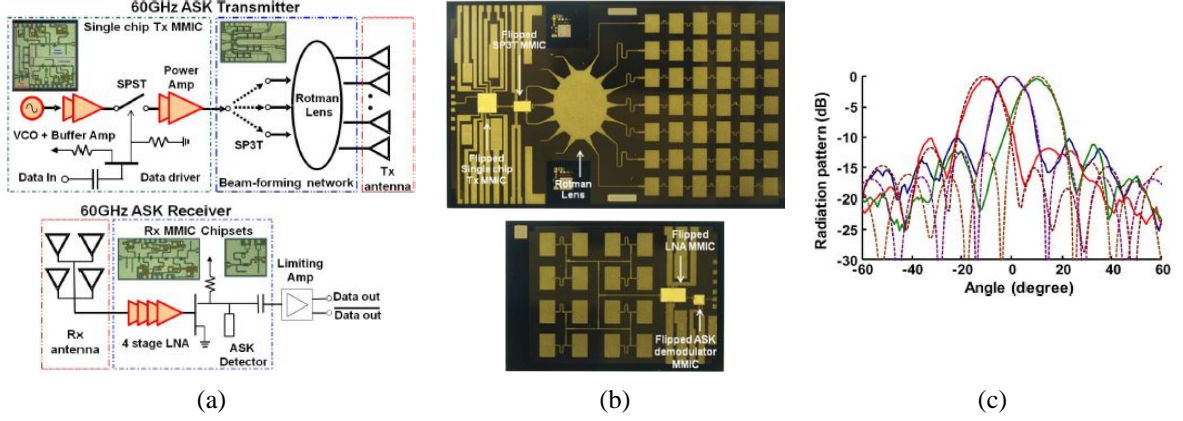 60GHz ASK Transmitter
Single chip Tx MMIC
SPST
Power
Amp
VCO + Buffer Amp
Data In
Data driver
SP3T
Rotman
Lens
Beam-forming network
Tx
antenna
60GHz ASK Receiver
Rx MMIC Chipsets
Limiting
Amp
Data out
Data out
Rx
antenna
4 stage LNA
ASK
Detector
(a)
Flipped
SP3T MMIC
Flipped
Single chip
Tx MMIC
Rotman
Lens
Flipped
LNA MMIC
Flipped ASK
demodulator
MMIC
(b)
Radiation pattern (dB)
0
-5
-10
-15
-20
-25
-30
-60 -40 -20 0 20 40 60
Angle (degree)
(c)